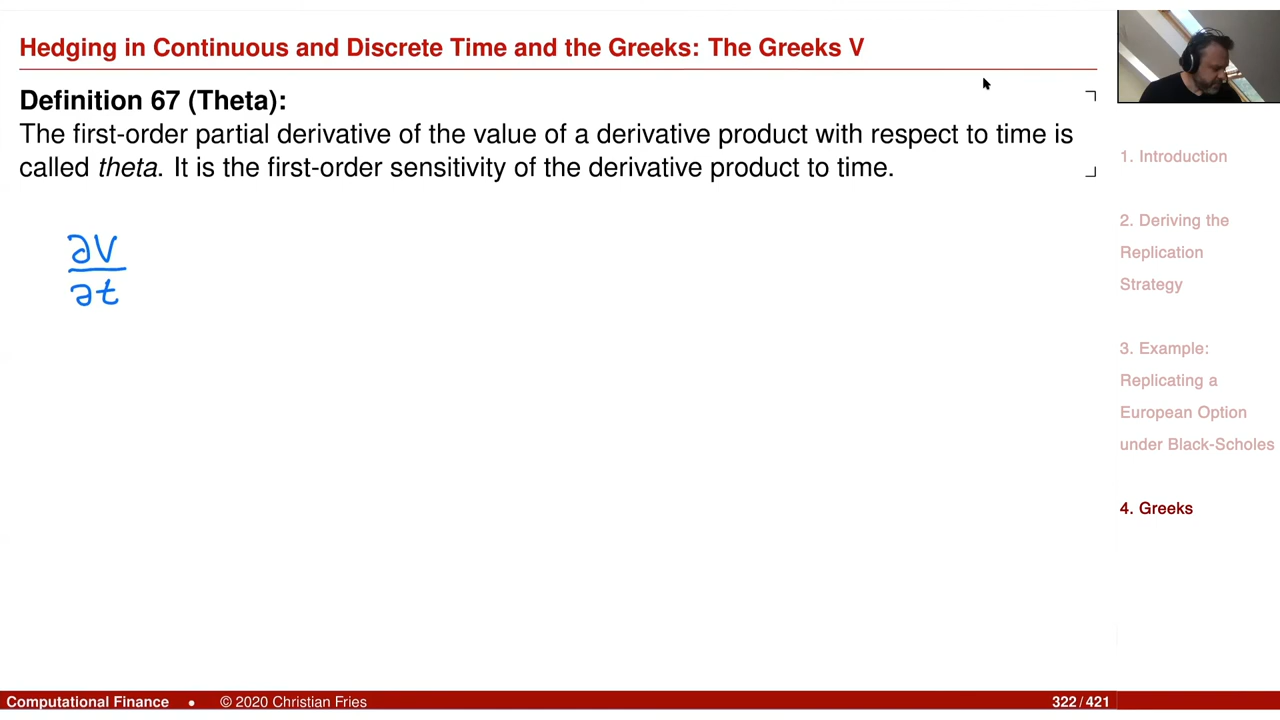 Hedging in Continuous and Discrete Time and the Greeks: The Greeks V
Definition 67 (Theta):
The first-order partial derivative of the value of a derivative product with respect to time is
called theta. It is the first-order sensitivity of the derivative product to time.
∂V
∂t
1. Introduction
2. Deriving the
Replication
Strategy
3. Example:
Replicating a
European Option
under Black-Scholes
4. Greeks
Computational Finance • © 2020 Christian Fries
322 / 421